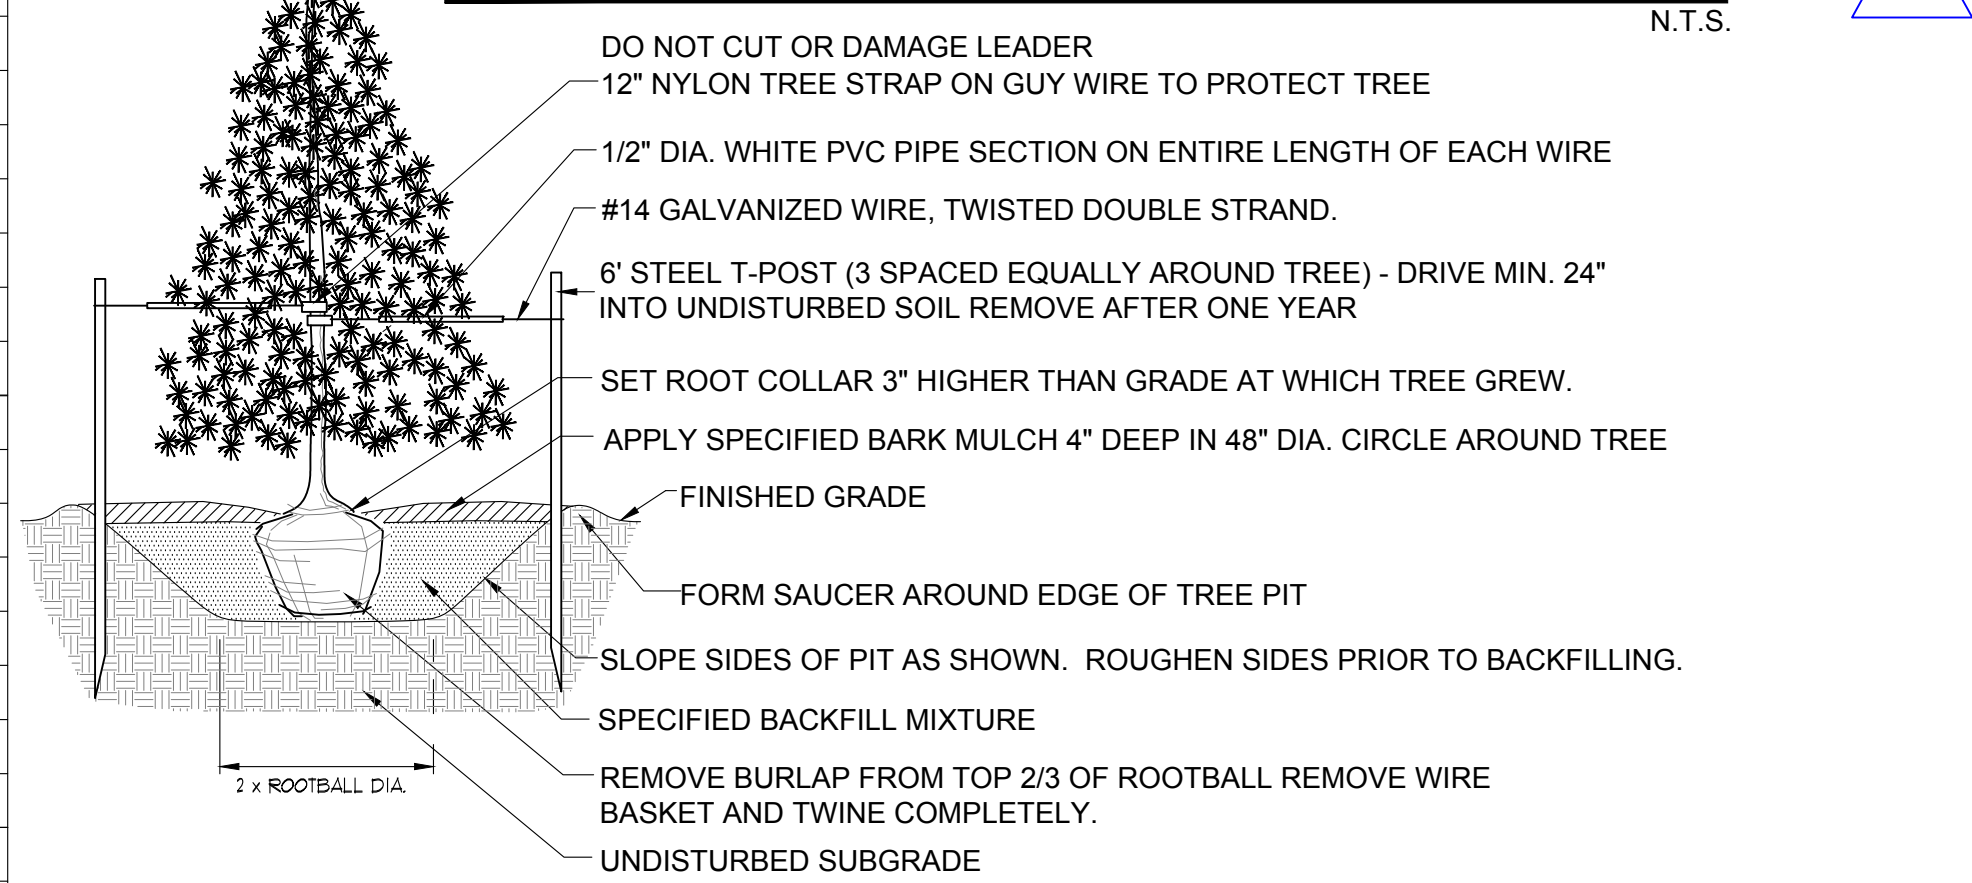 N.T.S.
DO NOT CUT OR DAMAGE LEADER
12" NYLON TREE STRAP ON GUY WIRE TO PROTECT TREE
1/2" DIA. WHITE PVC PIPE SECTION ON ENTIRE LENGTH OF EACH WIRE
#14 GALVANIZED WIRE, TWISTED DOUBLE STRAND.
6' STEEL T-POST (3 SPACED EQUALLY AROUND TREE) - DRIVE MIN. 24"
INTO UNDISTURBED SOIL REMOVE AFTER ONE YEAR
SET ROOT COLLAR 3" HIGHER THAN GRADE AT WHICH TREE GREW.
APPLY SPECIFIED BARK MULCH 4" DEEP IN 48" DIA. CIRCLE AROUND TREE
FINISHED GRADE
FORM SAUCER AROUND EDGE OF TREE PIT
SLOPE SIDES OF PIT AS SHOWN.  ROUGHEN SIDES PRIOR TO BACKFILLING.
SPECIFIED BACKFILL MIXTURE
REMOVE BURLAP FROM TOP 2/3 OF ROOTBALL REMOVE WIRE
BASKET AND TWINE COMPLETELY.
UNDISTURBED SUBGRADE
2 x ROOTBALL DIA.